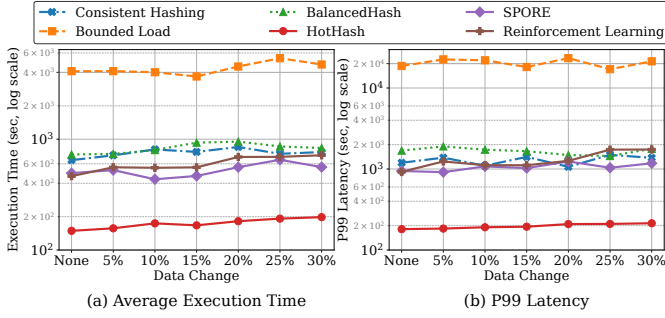 Consistent Hashing
BalancedHash
SPORE
Bounded Load
HotHash
Reinforcement Learning
Execution Time (sec, log scale)
6 × 10³
4 × 10³
2 × 10³
10³
6 × 10²
4 × 10²
2 × 10²
10²
None 5% 10% 15% 20% 25% 30%
Data Change
(a) Average Execution Time
P99 Latency (sec, log scale)
2 × 10⁴
10⁴
6 × 10³
4 × 10³
2 × 10³
10³
6 × 10²
4 × 10²
2 × 10²
10²
None 5% 10% 15% 20% 25% 30%
Data Change
(b) P99 Latency